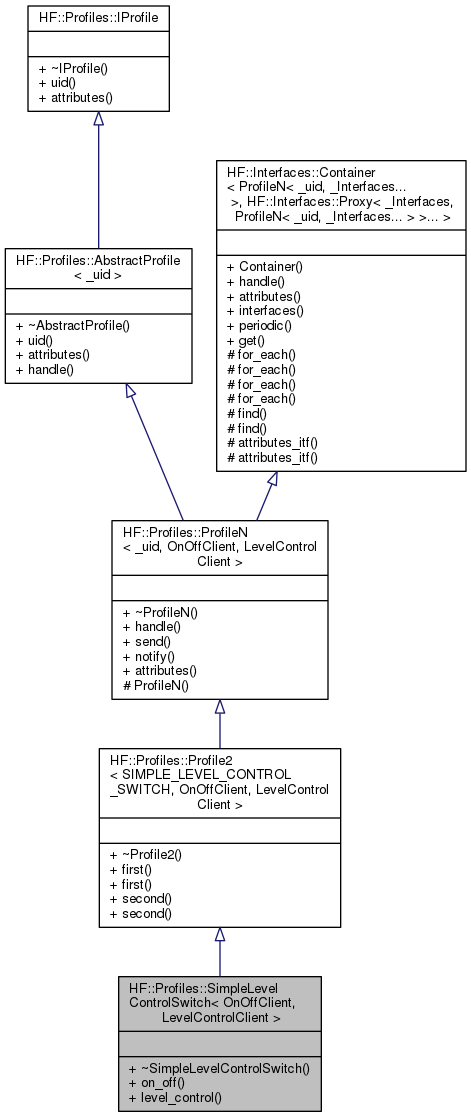 HF::Profiles::IProfile
+ ~IProfile()
+ uid()
+ attributes()
HF::Interfaces::Container
< ProfileN< _uid, _Interfaces...
>, HF::Interfaces::Proxy< _Interfaces,
ProfileN< _uid, _Interfaces... > >... >
+ Container()
+ handle()
+ attributes()
+ interfaces()
+ periodic()
+ get()
# for_each()
# for_each()
# for_each()
# for_each()
# find()
# find()
# attributes_itf()
# attributes_itf()
HF::Profiles::AbstractProfile
< _uid >
+ ~AbstractProfile()
+ uid()
+ attributes()
+ handle()
HF::Profiles::ProfileN
< _uid, OnOffClient, LevelControl
Client >
+ ~ProfileN()
+ handle()
+ send()
+ notify()
+ attributes()
# ProfileN()
HF::Profiles::Profile2
< SIMPLE_LEVEL_CONTROL
_SWITCH, OnOffClient, LevelControl
Client >
+ ~Profile2()
+ first()
+ first()
+ second()
+ second()
HF::Profiles::SimpleLevel
ControlSwitch< OnOffClient,
LevelControlClient >
+ ~SimpleLevelControlSwitch()
+ on_off()
+ level_control()